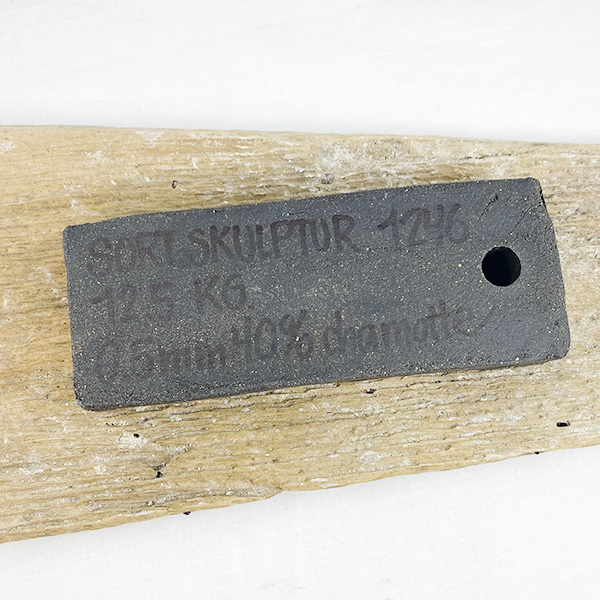 SORT SKULPTUR 1246
12.5 KG
0.5mm 40% chamotte